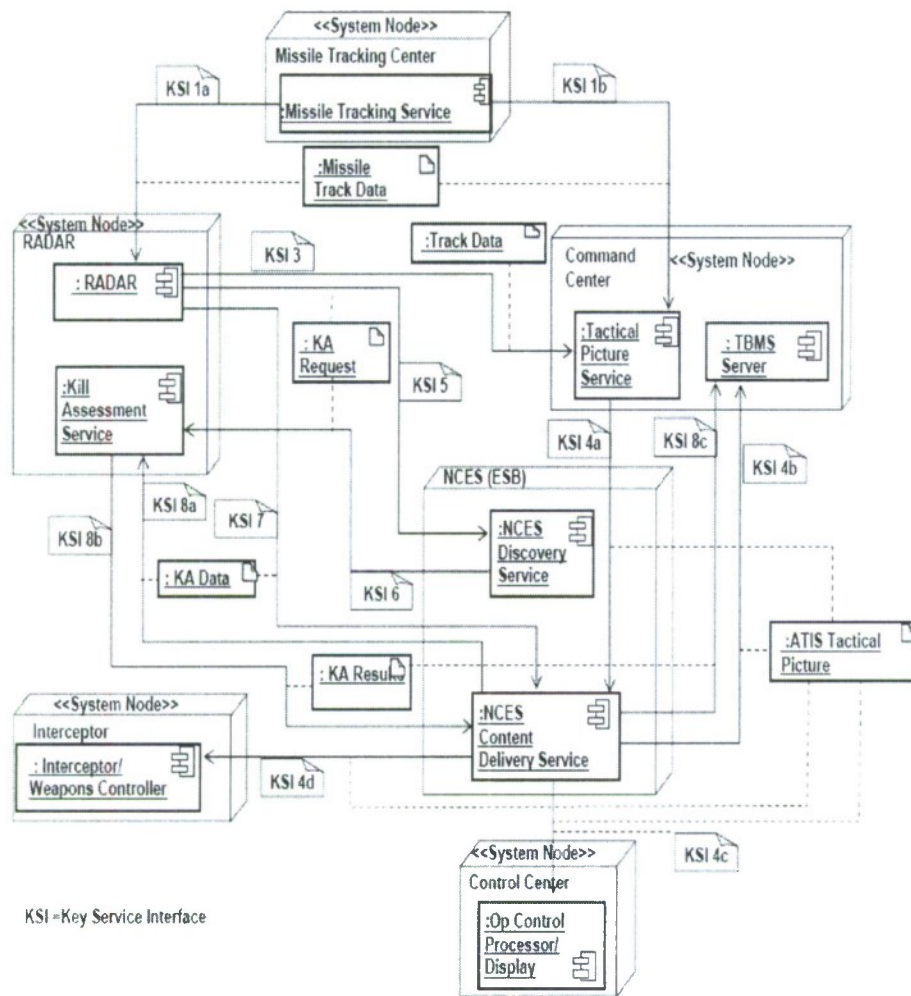 <<System Node>>
Missile Tracking Center
KSI 1a
KSI 1b
:Missile Tracking Service
:Missile
Track Data
<<System Node>>
RADAR
KSI 3
:Track Data
Command
Center
<<System Node>>
: RADAR
: KA
Request
:Tactical
Picture
Service
: TBMS
Server
:Kill
Assessment
Service
KSI 5
KSI 4a
KSI 8c
KSI 4b
NCES (ESB)
KSI 8a
KSI 7
KSI 8b
:NCES
Discovery
Service
: KA Data
KSI 6
:ATIS Tactical
Picture
: KA Results
<<System Node>>
Interceptor
: Interceptor/
Weapons Controller
:NCES
Content
Delivery Service
KSI 4d
<<System Node>>
KSI 4c
Control Center
KSI =Key Service Interface
:Op Control
Processor/
Display